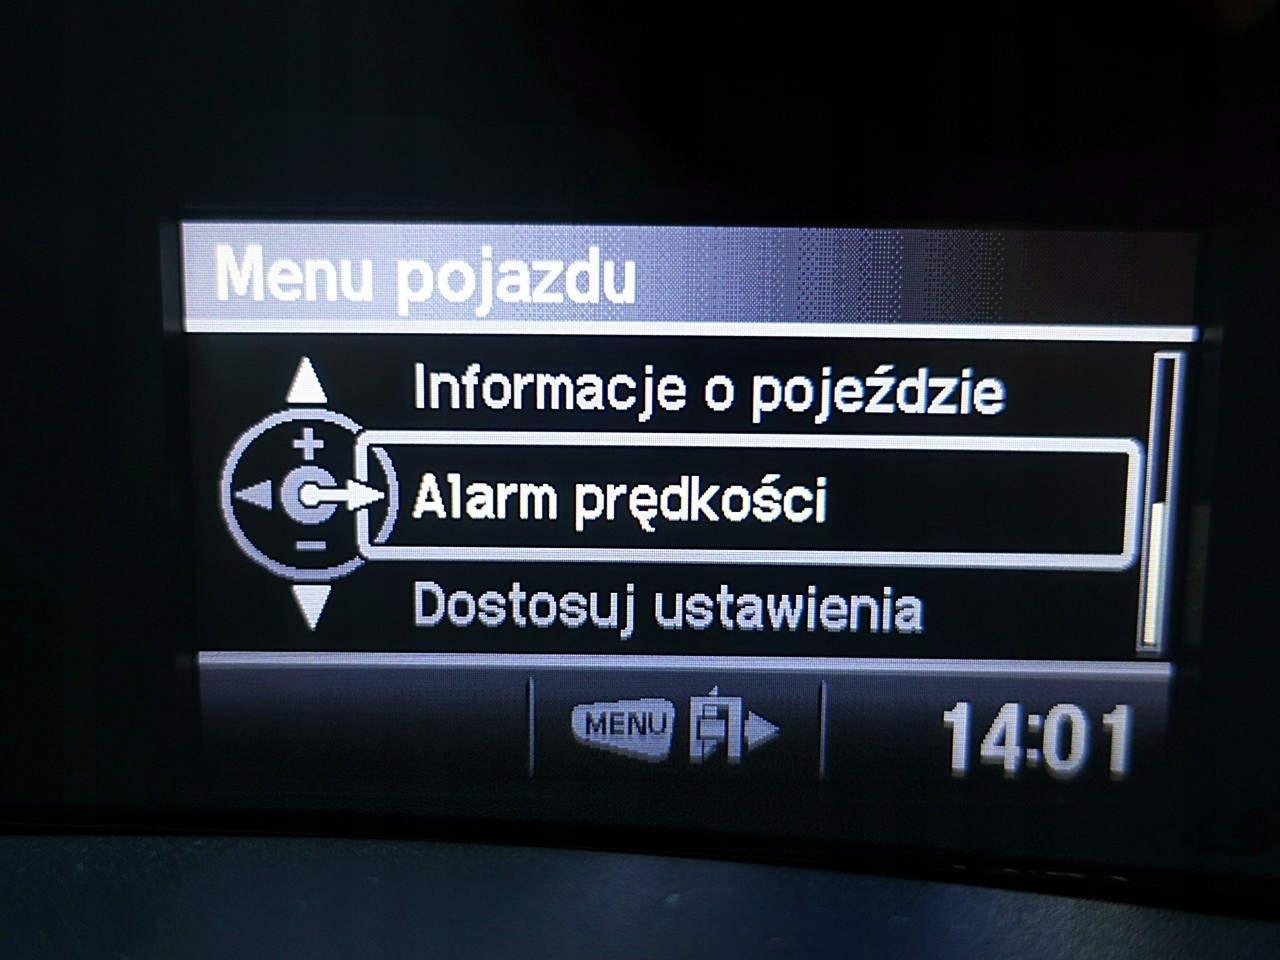 Menu pojazdu
Informacje o pojeździe
Alarm prędkości
Dostosuj ustawienia
MENU
14:01